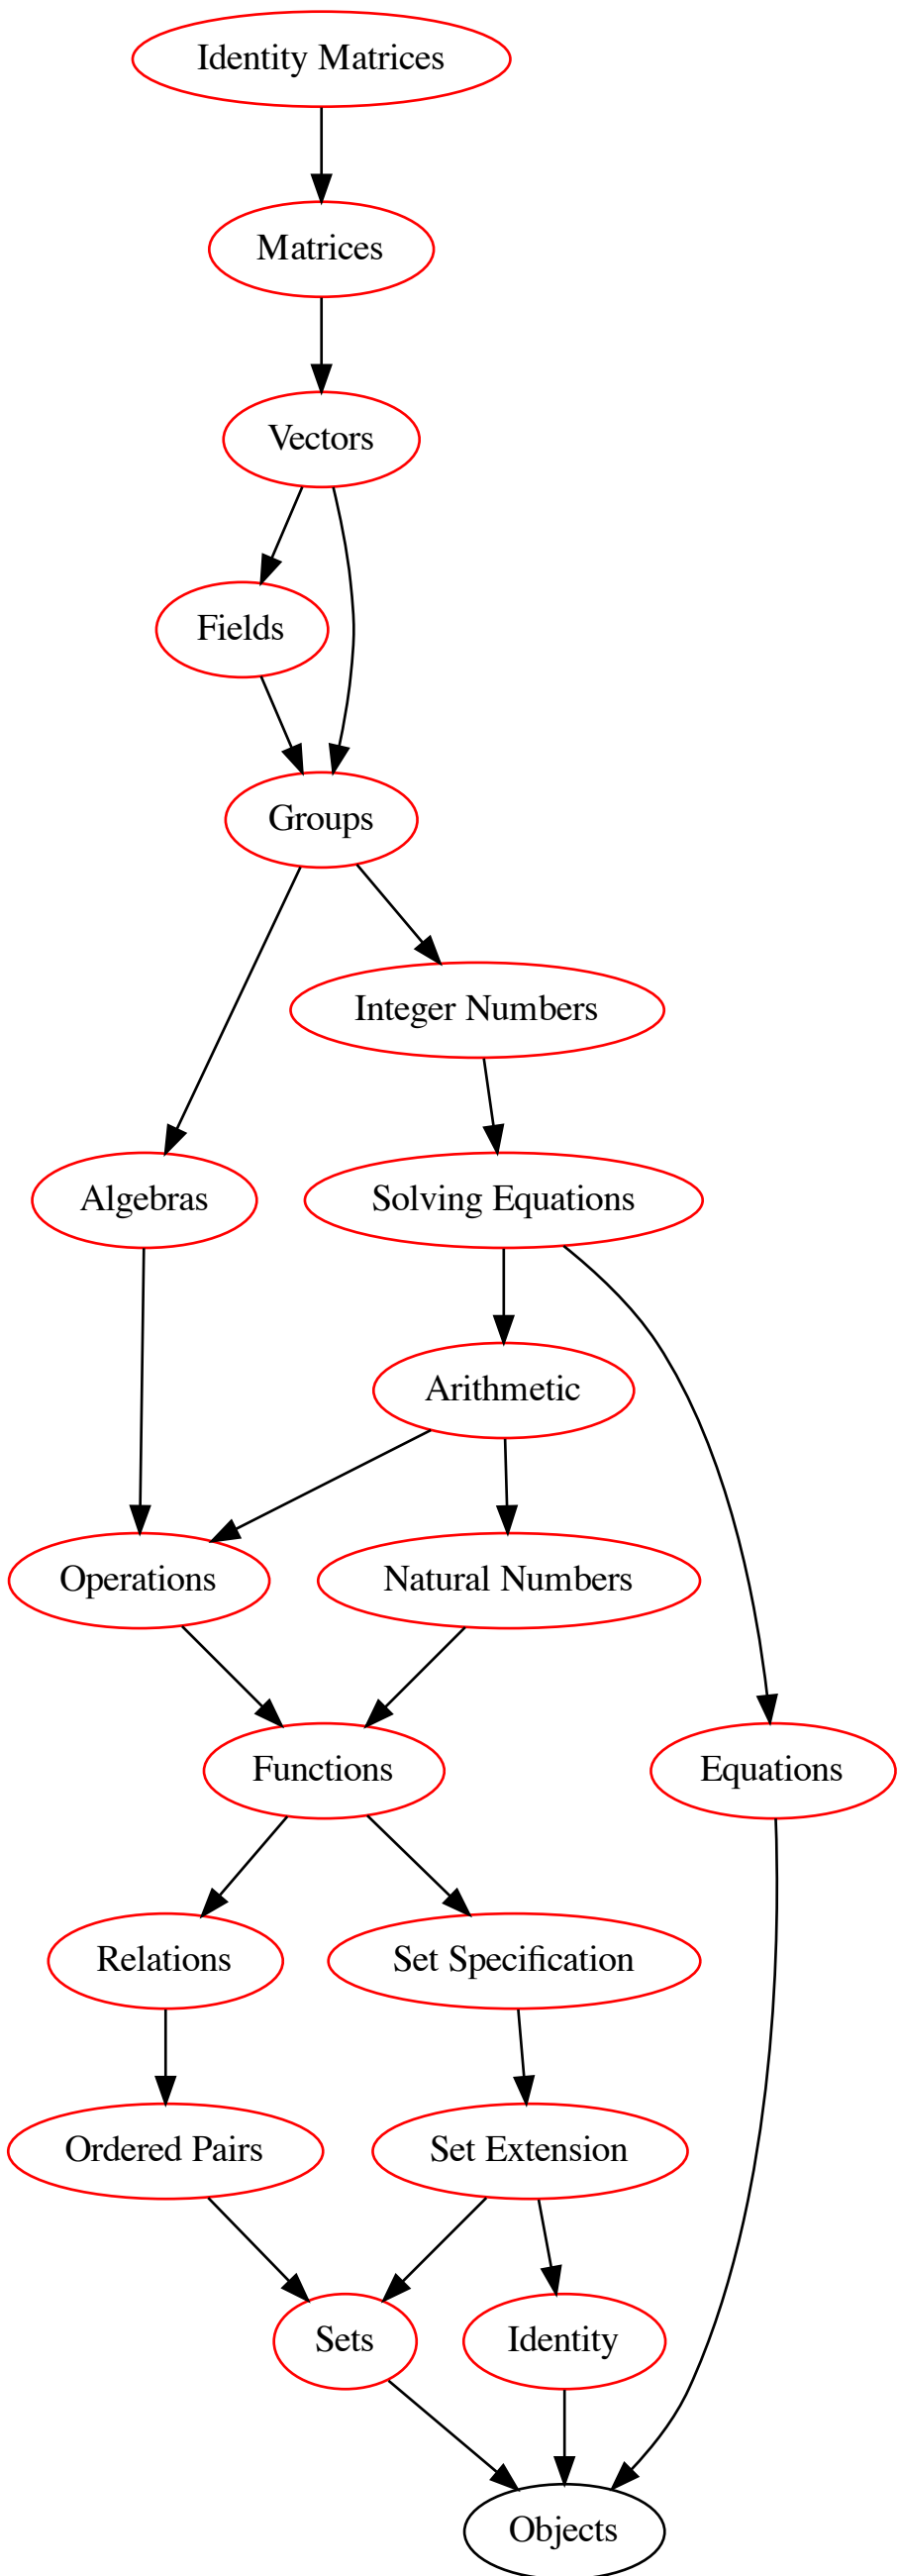 Identity Matrices
Matrices
Vectors
Fields
Groups
Integer Numbers
Algebras
Solving Equations
Arithmetic
Operations
Natural Numbers
Functions
Equations
Relations
Set Specification
Ordered Pairs
Set Extension
Sets
Identity
Objects